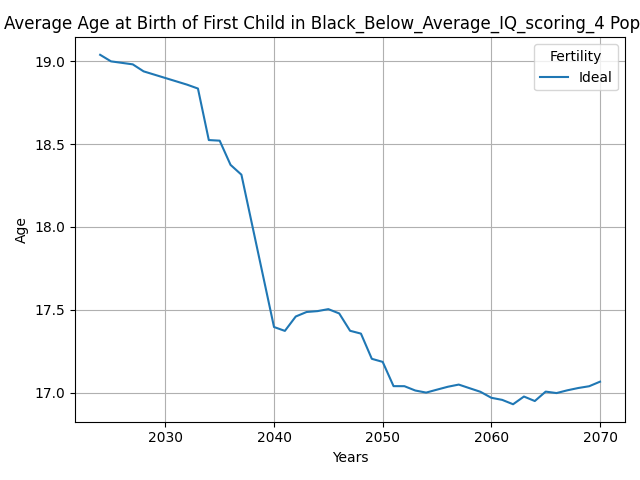 Average Age at Birth of First Child in Black_Below_Average_IQ_scoring_4 Pop
Fertility
Ideal
19.0
18.5
18.0
17.5
17.0
Age
2030 2040 2050 2060 2070
Years